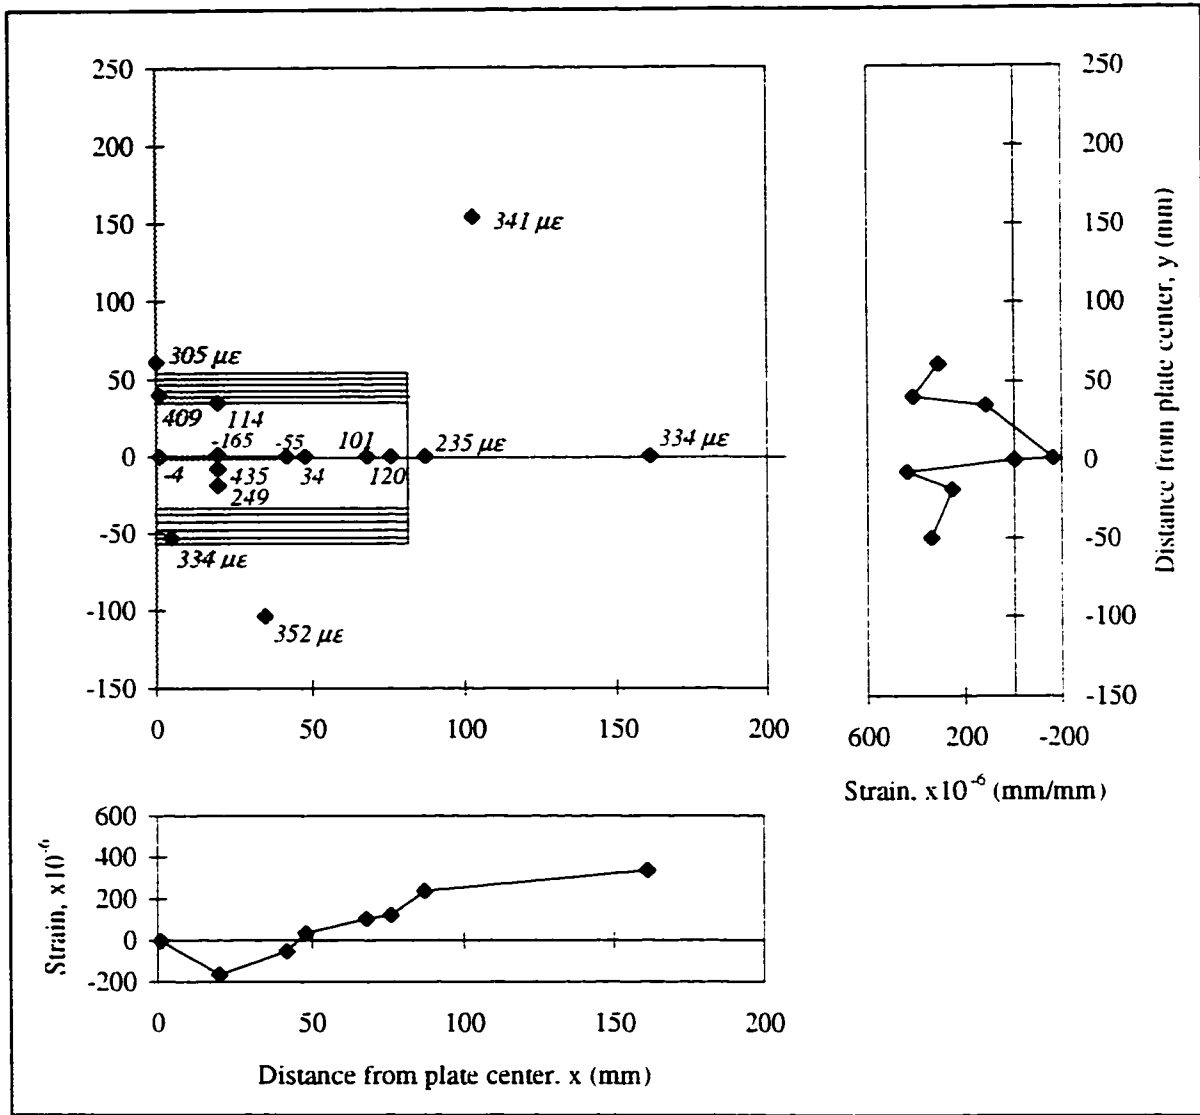 250
200
150
100
50
0
-50
-100
-150
0 50 100 150 200
341 µε
305 µε
409 114
-165 -55 101 235 µε 334 µε
-4 435 34 120
249
334 µε
352 µε
250
200
150
100
50
0
-50
-100
-150
Distance from plate center, y (mm)
600 200 -200
Strain, x10⁻⁶ (mm/mm)
600
400
200
0
-200
Strain, x10⁻⁶
0 50 100 150 200
Distance from plate center, x (mm)